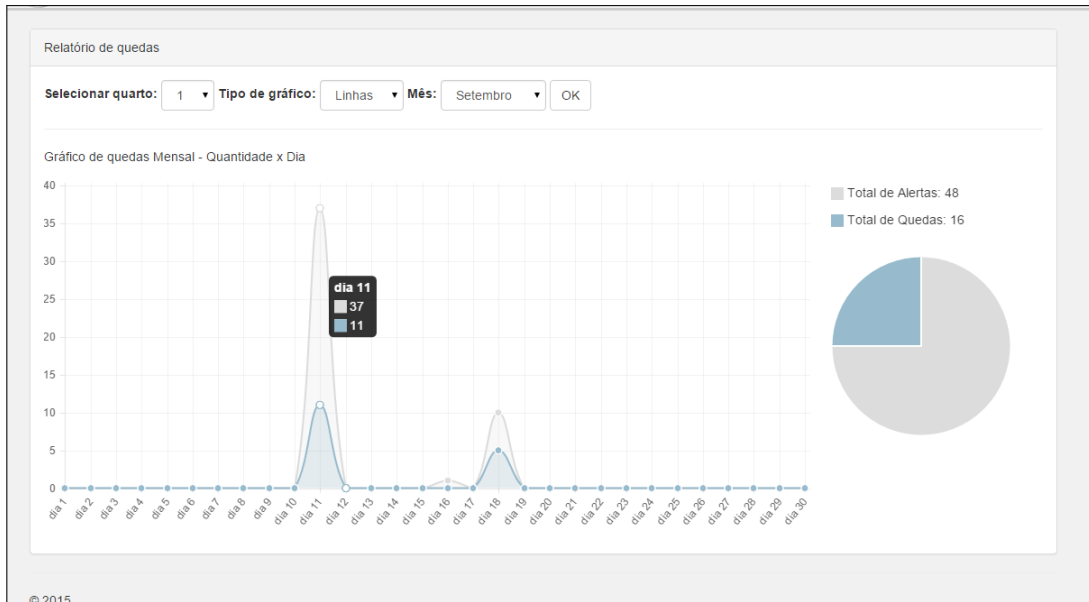 Relatório de quedas
Selecionar quarto: 1 Tipo de gráfico: Linhas Mês: Setembro OK
Gráfico de quedas Mensal - Quantidade x Dia
40
35
30
25
20
15
10
5
0
dia 11
37
11
dia 1 dia 2 dia 3 dia 4 dia 5 dia 6 dia 7 dia 8 dia 9 dia 10 dia 11 dia 12 dia 13 dia 14 dia 15 dia 16 dia 17 dia 18 dia 19 dia 20 dia 21 dia 22 dia 23 dia 24 dia 25 dia 26 dia 27 dia 28 dia 29 dia 30
Total de Alertas: 48
Total de Quedas: 16
© 2015